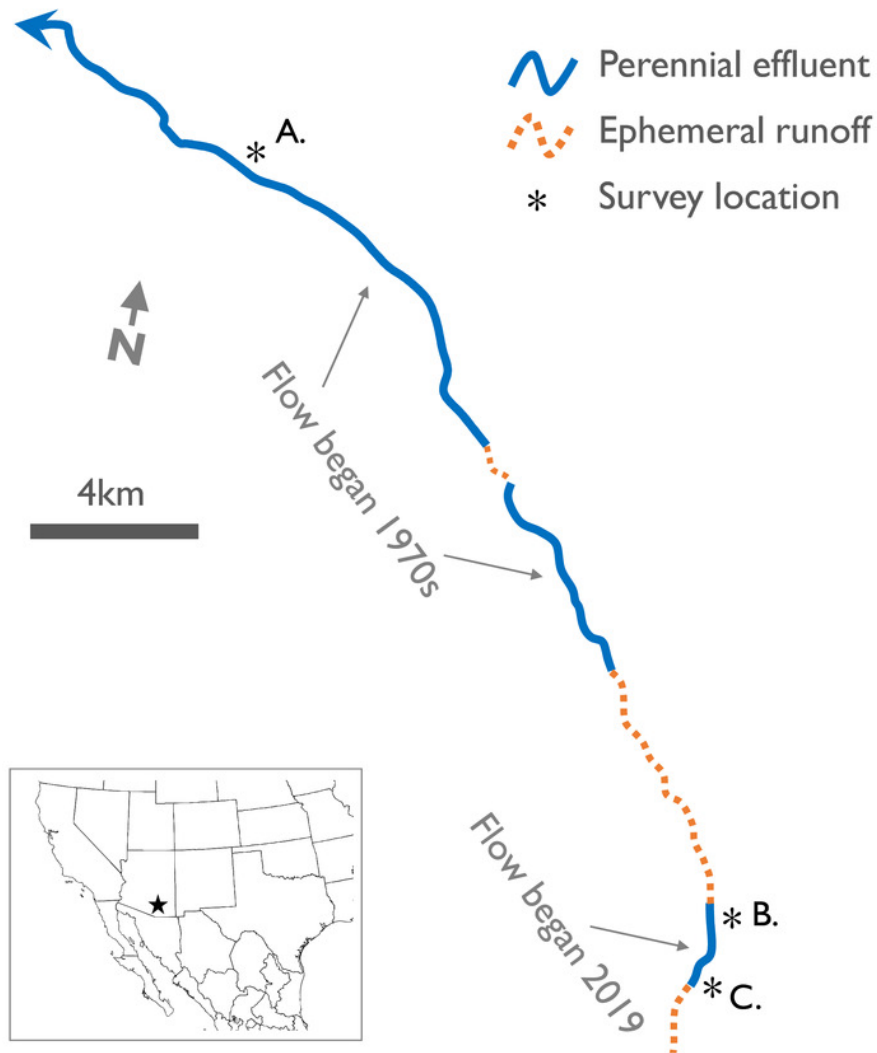 Perennial effluent
Ephemeral runoff
* Survey location
* A.
N
Flow began 1970s
4km
Flow began 2019
* B.
* C.